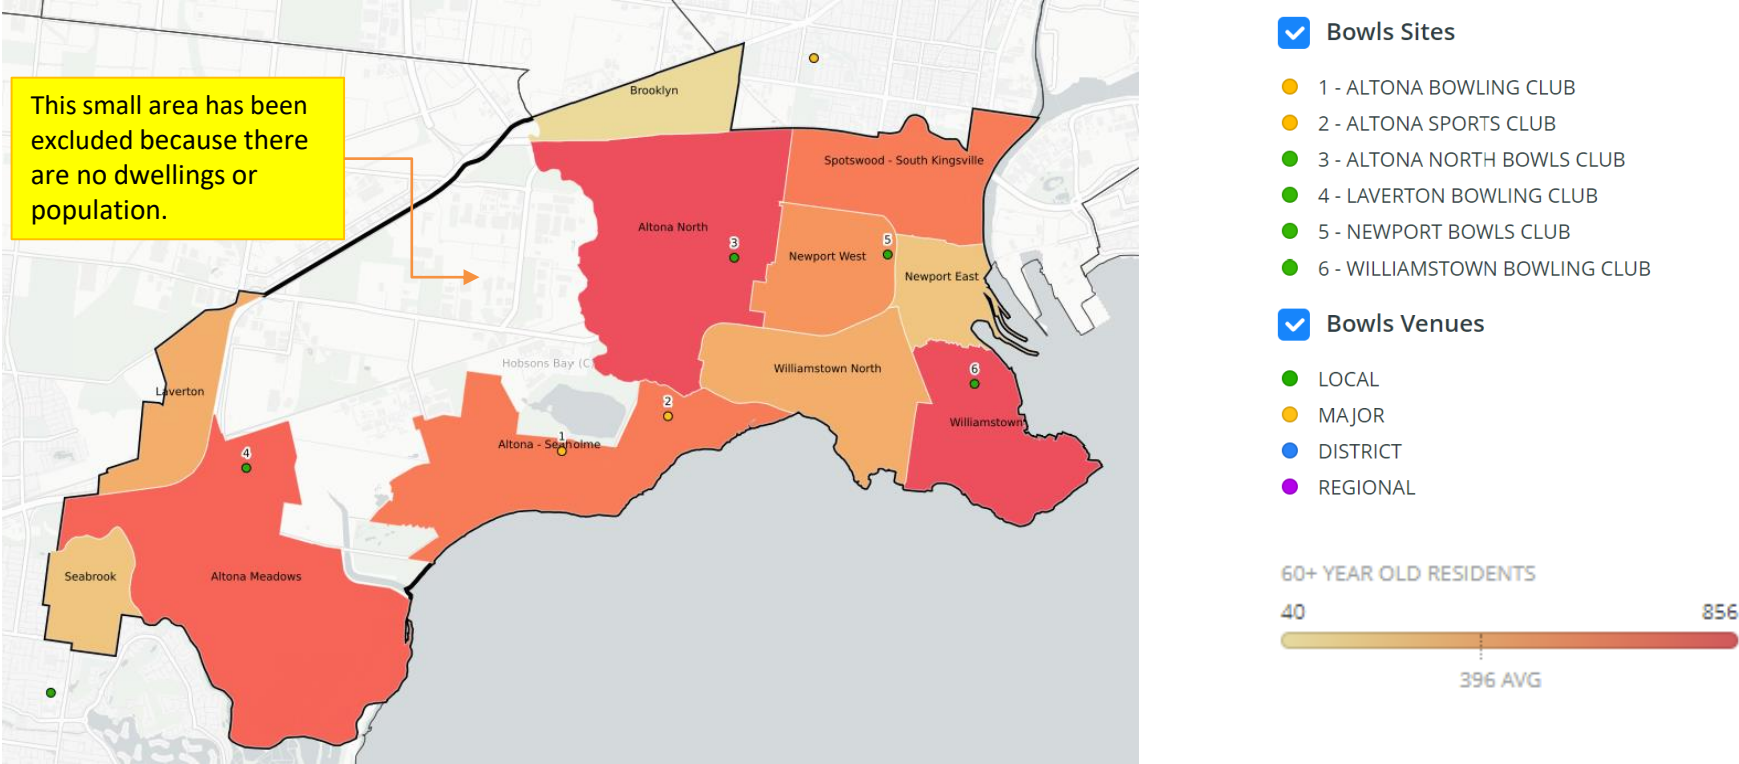 This small area has been
excluded because there
are no dwellings or
population.
Brooklyn
Spotswood - South Kingsville
Altona North
3
5
Newport West
Newport East
Hobsons Bay (C
Williamstown North
6
Laverton
2
Williamstown
1
Altona - Seaholme
4
Seabrook
Altona Meadows
Bowls Sites
1 - ALTONA BOWLING CLUB
2 - ALTONA SPORTS CLUB
3 - ALTONA NORTH BOWLS CLUB
4 - LAVERTON BOWLING CLUB
5 - NEWPORT BOWLS CLUB
6 - WILLIAMSTOWN BOWLING CLUB
Bowls Venues
LOCAL
MAJOR
DISTRICT
REGIONAL
60+ YEAR OLD RESIDENTS
40 856
396 AVG